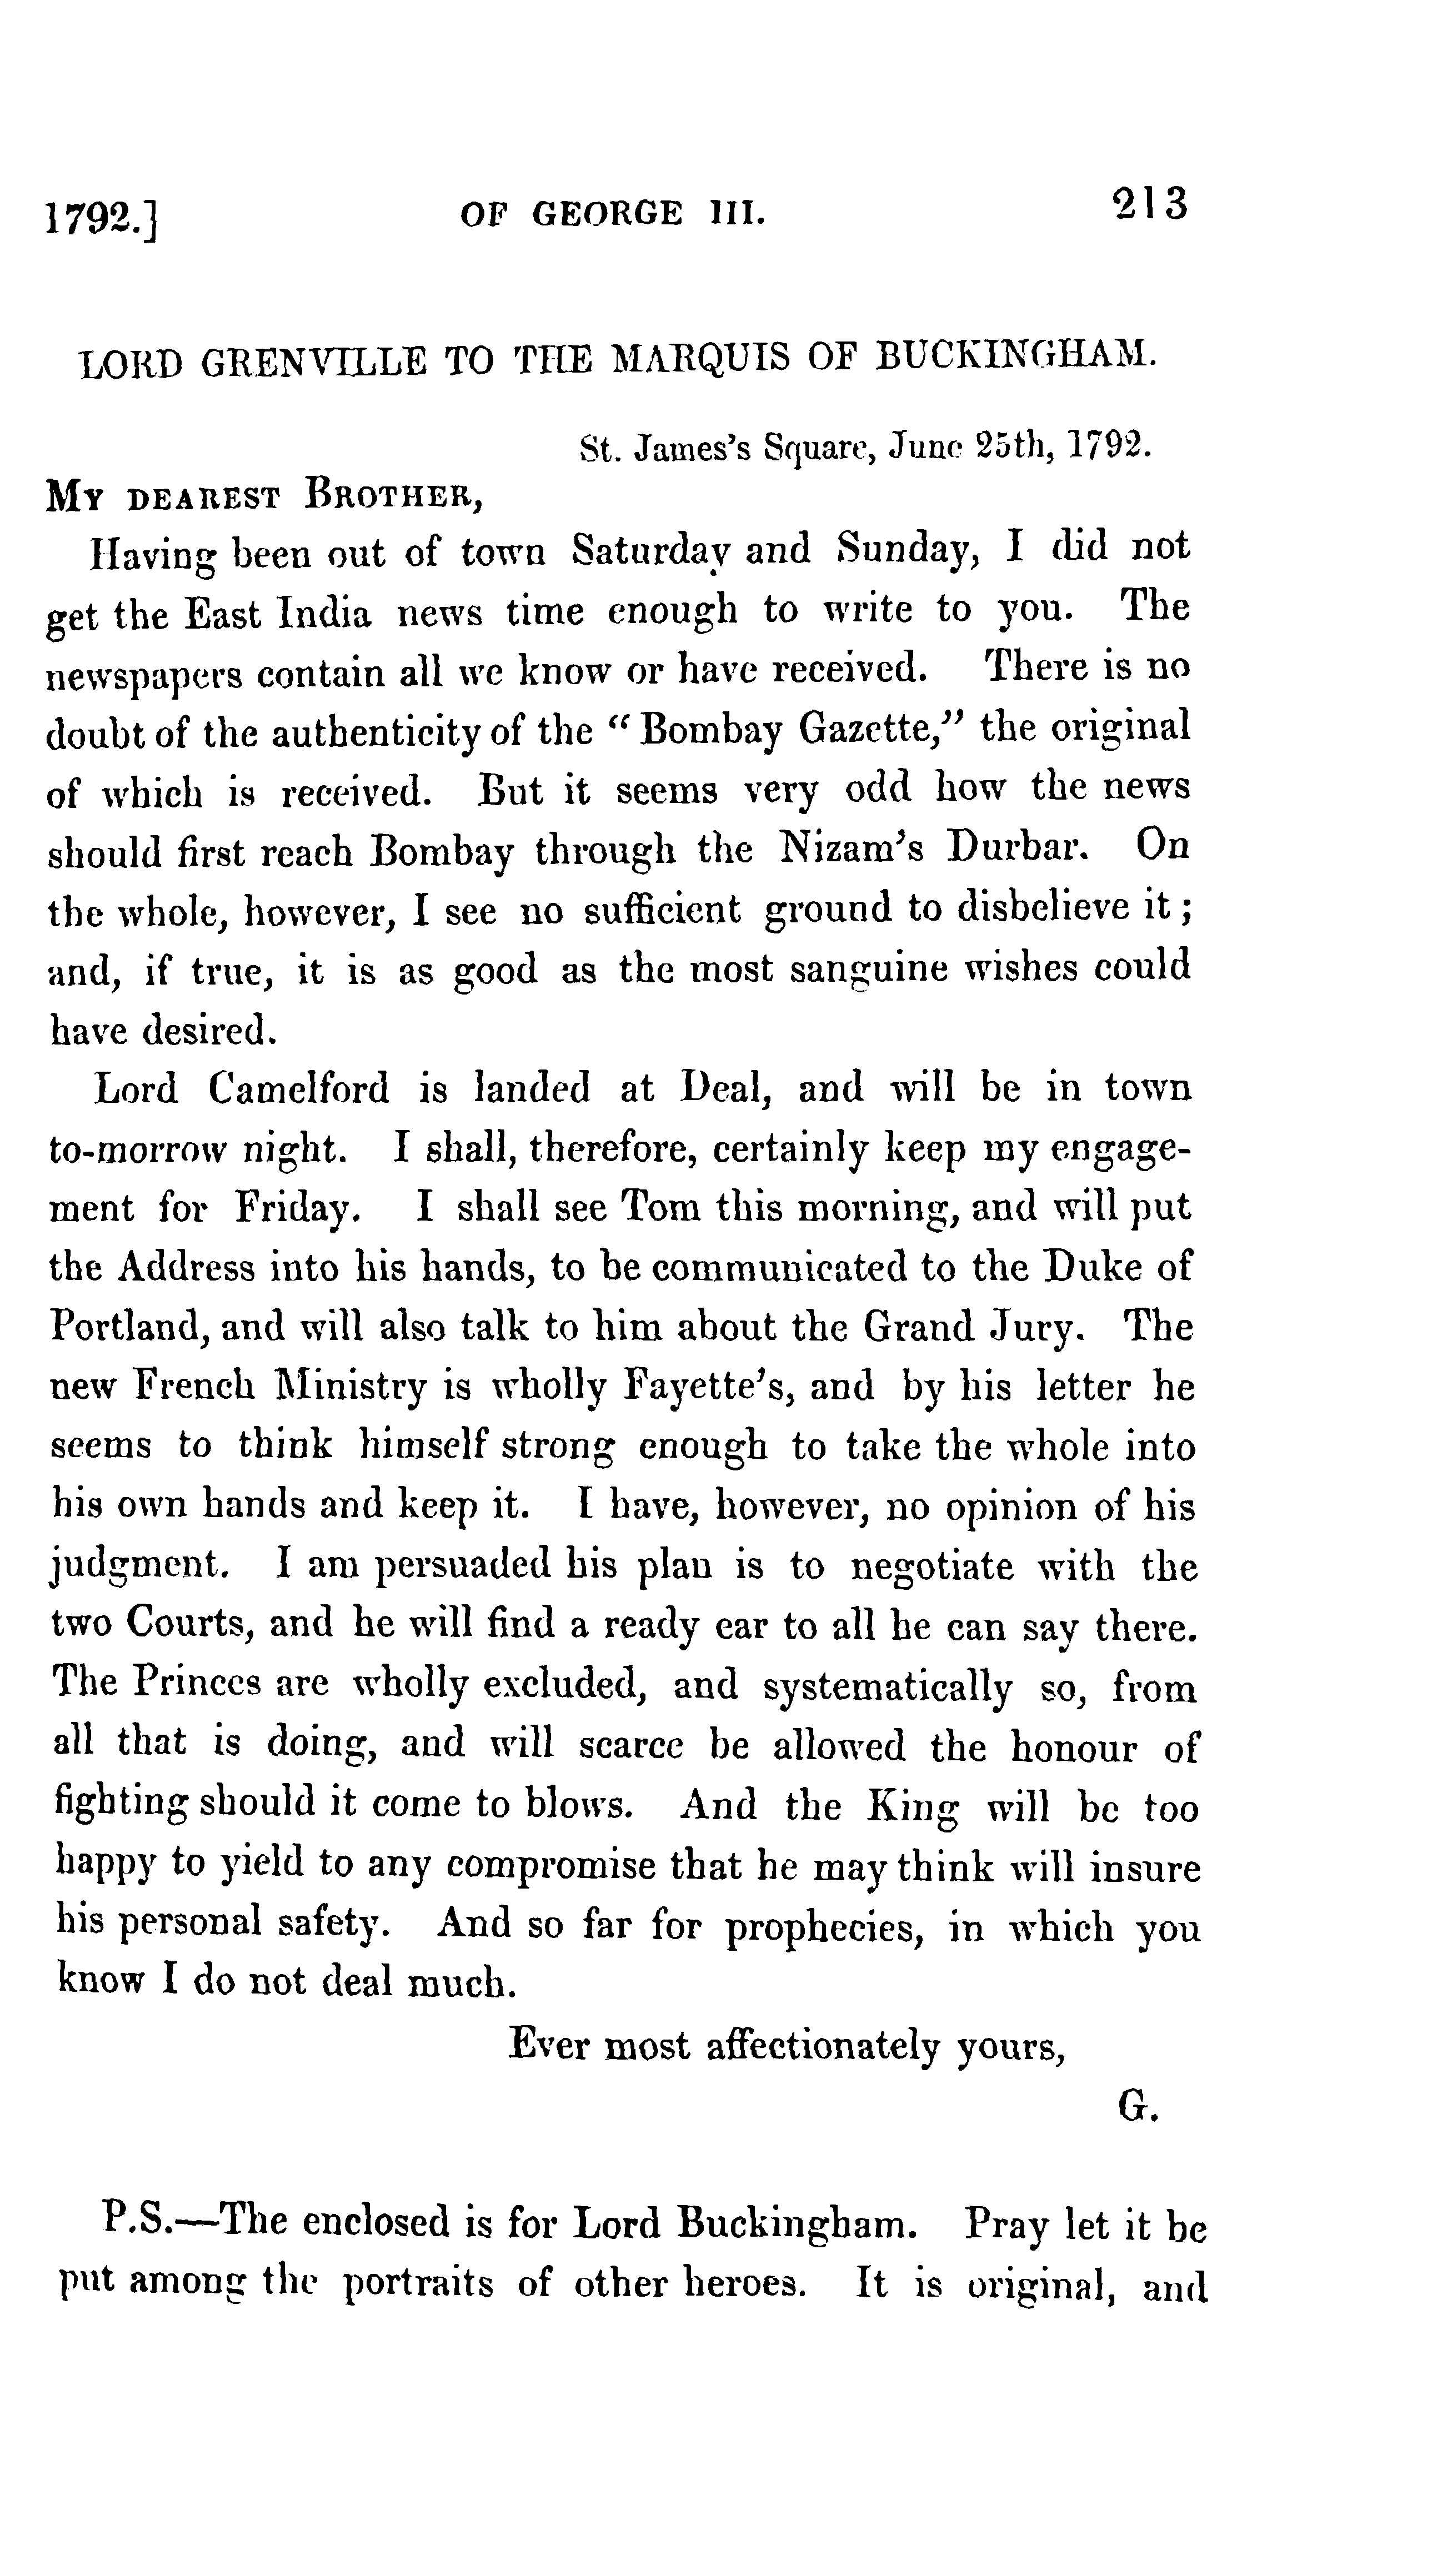 1792.] OF GEORGE III. 213
LORD GRENVILLE TO THE MARQUIS OF BUCKINGHAM.
St. James's Square, June 25th, 1792.
MY DEAREST BROTHER,
Having been out of town Saturday and Sunday, I did not
get the East India news time enough to write to you. The
newspapers contain all we know or have received. There is no
doubt of the authenticity of the "Bombay Gazette," the original
of which is received. But it seems very odd how the news
should first reach Bombay through the Nizam's Durbar. On
the whole, however, I see no sufficient ground to disbelieve it;
and, if true, it is as good as the most sanguine wishes could
have desired.
Lord Camelford is landed at Deal, and will be in town
to-morrow night. I shall, therefore, certainly keep my engage-
ment for Friday. I shall see Tom this morning, and will put
the Address into his hands, to be communicated to the Duke of
Portland, and will also talk to him about the Grand Jury. The
new French Ministry is wholly Fayette's, and by his letter he
seems to think himself strong enough to take the whole into
his own hands and keep it. I have, however, no opinion of his
judgment. I am persuaded his plan is to negotiate with the
two Courts, and he will find a ready ear to all he can say there.
The Princes are wholly excluded, and systematically so, from
all that is doing, and will scarce be allowed the honour of
fighting should it come to blows. And the King will be too
happy to yield to any compromise that he may think will insure
his personal safety. And so far for prophecies, in which you
know I do not deal much.
Ever most affectionately yours,
G.
P.S.—The enclosed is for Lord Buckingham. Pray let it be
put among the portraits of other heroes. It is original, and